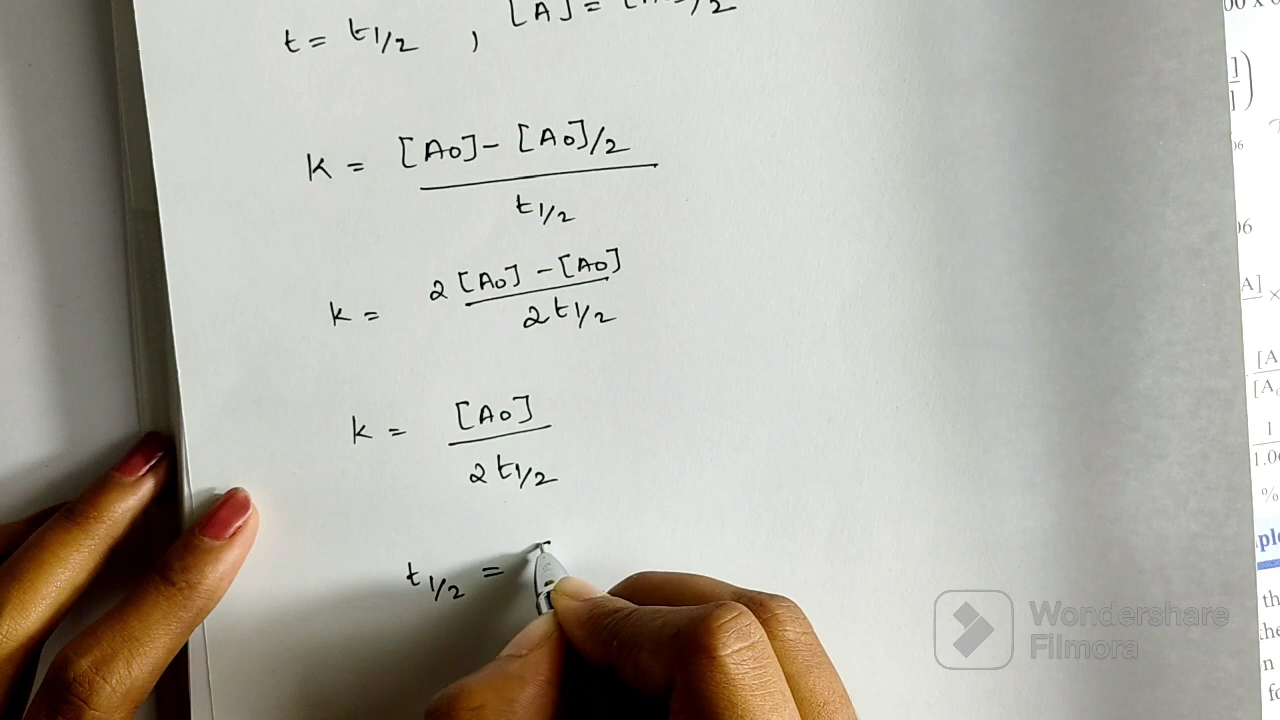 t = t1/2 , [A] = [A0]/2
K = [A0] - [A0]/2
t1/2
k = 2 [A0] - [A0]
2t1/2
k = [A0]
2t1/2
t1/2 =
Wondershare
Filmora